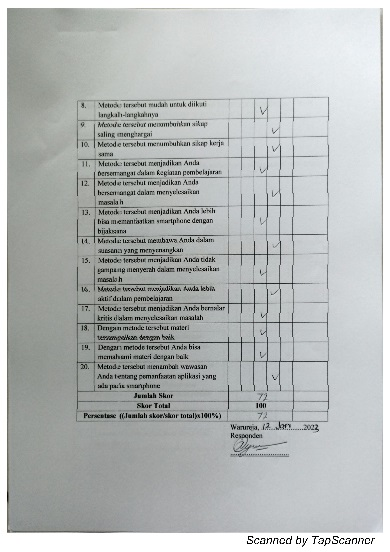 8. Metode tersebut mudah untuk diikuti
langkah-langkahnya
9. Metode tersebut menumbuhkan sikap
saling menghargai
10. Metode tersebut menumbuhkan sikap kerja
sama
11. Metode tersebut menjadikan Anda
bersemangat dalam kegiatan pembelajaran
12. Metode tersebut menjadikan Anda
bersemangat dalam menyelesaikan
masalah
13. Metode tersebut menjadikan Anda lebih
bisa memanfaatkan smartphone dengan
bijaksana
14. Metode tersebut membawa Anda dalam
suasana yang menyenangkan
15. Metode tersebut menjadikan Anda tidak
gampang menyerah dalam menyelesaikan
masalah
16. Metode tersebut menjadikan Anda lebih
aktif dalam pembelajaran
17. Metode tersebut menjadikan Anda bernalar
kritis dalam menyelesaikan masalah
18. Dengan metode tersebut materi
tersampaikan dengan baik
19. Dengan metode tersebut Anda bisa
memahami materi dengan baik
20. Metode tersebut menambah wawasan
Anda tentang pemanfaatan aplikasi yang
ada pada smartphone
Jumlah Skor 72
Skor Total 100
Persentase ((Jumlah skor/skor total)x100%) 72
Warureja, 12 Juni 2023
Responden
Scanned by TapScanner